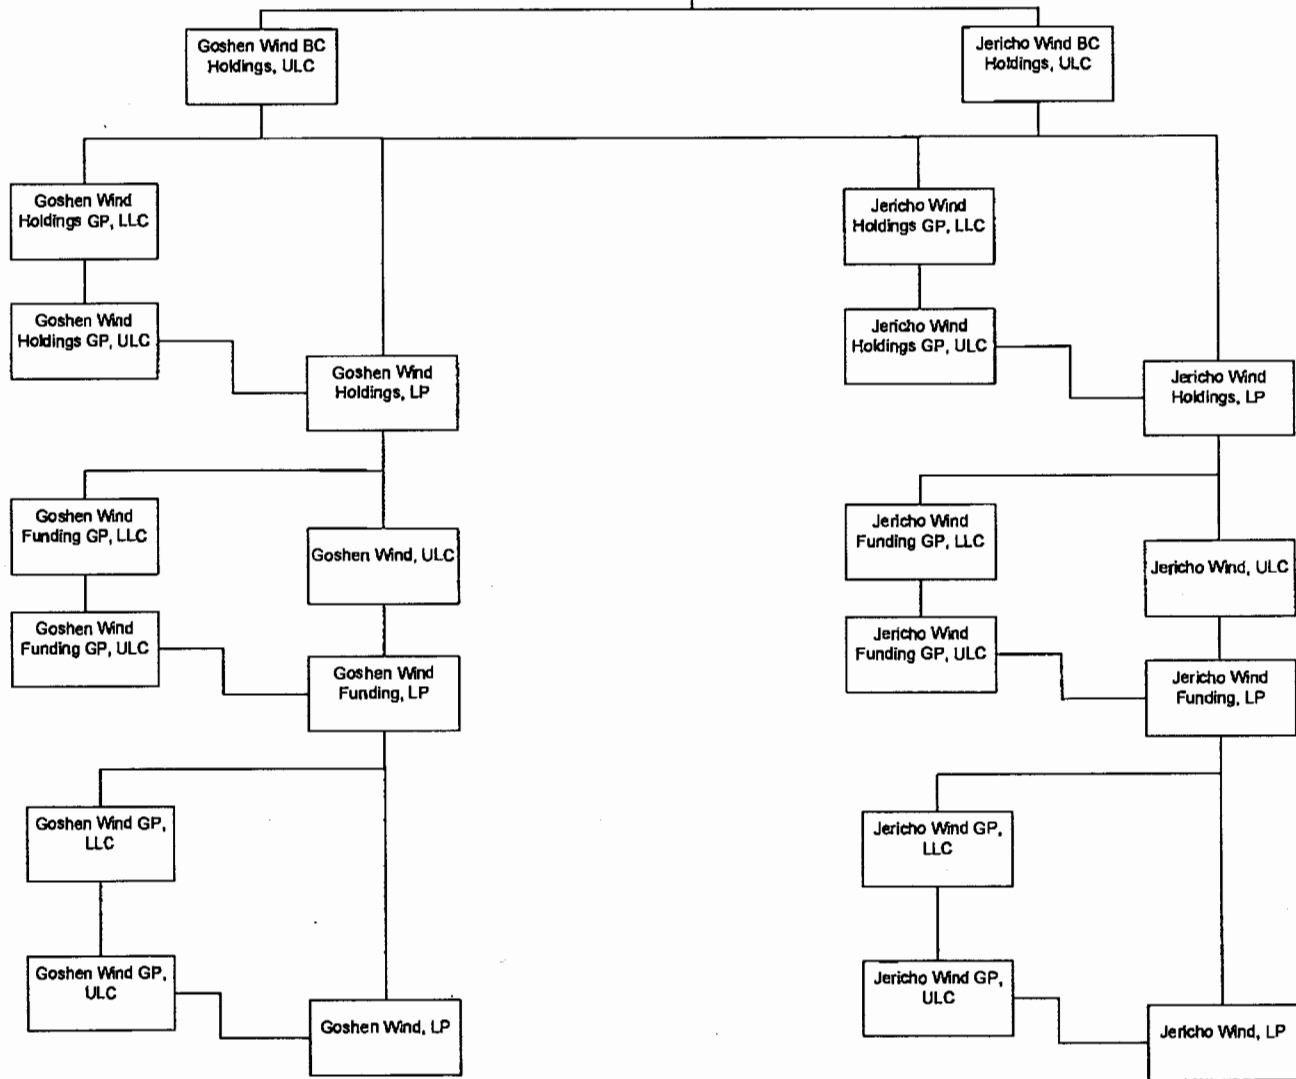 Goshen Wind BC
Holdings, ULC
Jericho Wind BC
Holdings, ULC
Goshen Wind
Holdings GP, LLC
Jericho Wind
Holdings GP, LLC
Goshen Wind
Holdings GP, ULC
Jericho Wind
Holdings GP, ULC
Goshen Wind
Holdings, LP
Jericho Wind
Holdings, LP
Goshen Wind
Funding GP, LLC
Goshen Wind, ULC
Jericho Wind
Funding GP, LLC
Jericho Wind, ULC
Goshen Wind
Funding GP, ULC
Goshen Wind
Funding, LP
Jericho Wind
Funding GP, ULC
Jericho Wind
Funding, LP
Goshen Wind GP,
LLC
Jericho Wind GP,
LLC
Goshen Wind GP,
ULC
Goshen Wind, LP
Jericho Wind GP,
ULC
Jericho Wind, LP